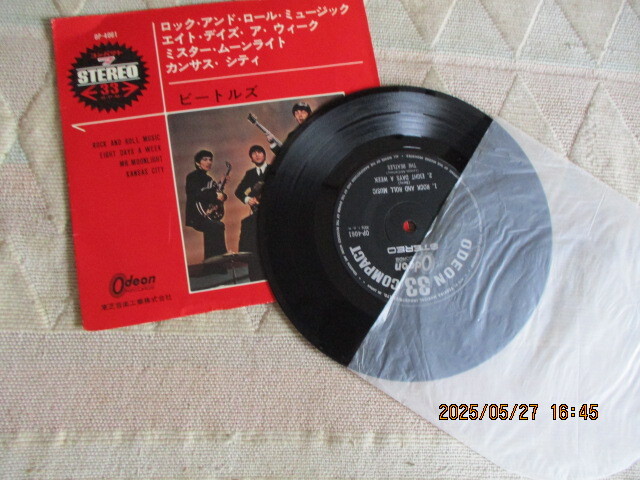 OP-4061
STEREO
33
ロック・アンド・ロール・ミュージック
エイト・デイズ・ア・ウィーク
ミスター・ムーンライト
カンサス・シティ
ビートルズ
ROCK AND ROLL MUSIC
EIGHT DAYS A WEEK
MR. MOONLIGHT
KANSAS CITY
Odeon
東芝音楽工業株式会社
ODEON 33 COMPACT
Odeon
STEREO
OP-4061
1. ROCK AND ROLL MUSIC
2. EIGHT DAYS A WEEK
THE BEATLES
2025/05/27 16:45